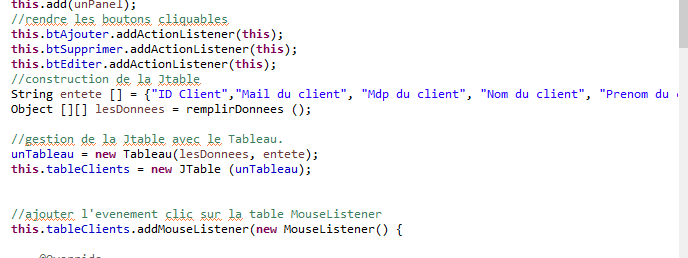 this.add(unPanel);
//rendre les boutons cliquables
this.btAjouter.addActionListener(this);
this.btSupprimer.addActionListener(this);
this.btEditer.addActionListener(this);
//construction de la Jtable
String entete [] = {"ID Client","Mail du client", "Mdp du client", "Nom du client", "Prenom du
Object [][] lesDonnees = remplirDonnees ();
//gestion de la Jtable avec le Tableau.
unTableau = new Tableau(lesDonnees, entete);
this.tableClients = new JTable (unTableau);
//ajouter l'evenement clic sur la table MouseListener
this.tableClients.addMouseListener(new MouseListener() {